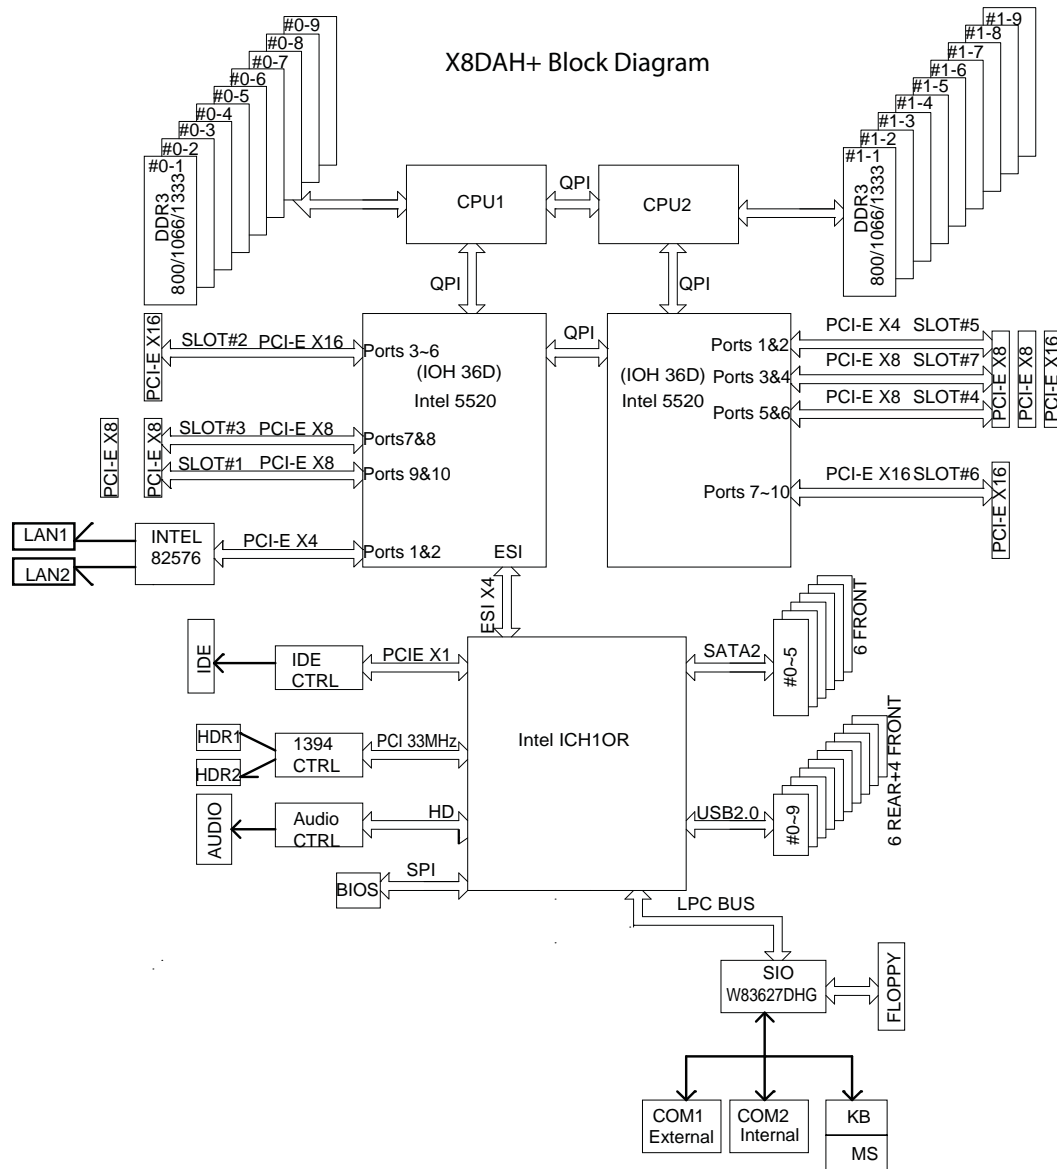 X8DAH+ Block Diagram
#0-9
#0-8
#0-7
#0-6
#0-5
#0-4
#0-3
#0-2
#0-1
DDR3
800/1066/1333
#1-9
#1-8
#1-7
#1-6
#1-5
#1-4
#1-3
#1-2
#1-1
DDR3
800/1066/1333
CPU1
QPI
CPU2
QPI
QPI
PCI-E X16
SLOT#2 PCI-E X16
Ports 3~6
(IOH 36D)
Intel 5520
QPI
(IOH 36D)
Intel 5520
Ports 1&2
PCI-E X4 SLOT#5
Ports 3&4
PCI-E X8 SLOT#7
Ports 5&6
PCI-E X8 SLOT#4
PCI-E X8
PCI-E X8
PCI-E X16
PCI-E X8
PCI-E X8
SLOT#3 PCI-E X8
Ports7&8
SLOT#1 PCI-E X8
Ports 9&10
Ports 7~10
PCI-E X16 SLOT#6
PCI-E X16
LAN1
LAN2
INTEL
82576
PCI-E X4
Ports 1&2
ESI
ESI X4
IDE
IDE
CTRL
PCIE X1
SATA2
#0~5
6 FRONT
HDR1
HDR2
1394
CTRL
PCI 33MHz
Intel ICH1OR
AUDIO
Audio
CTRL
HD
USB2.0
#0~9
6 REAR+4 FRONT
BIOS
SPI
LPC BUS
SIO
W83627DHG
FLOPPY
COM1
External
COM2
Internal
KB
MS